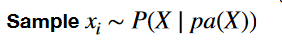 Sample xᵢ ~ P(X | pa(X))